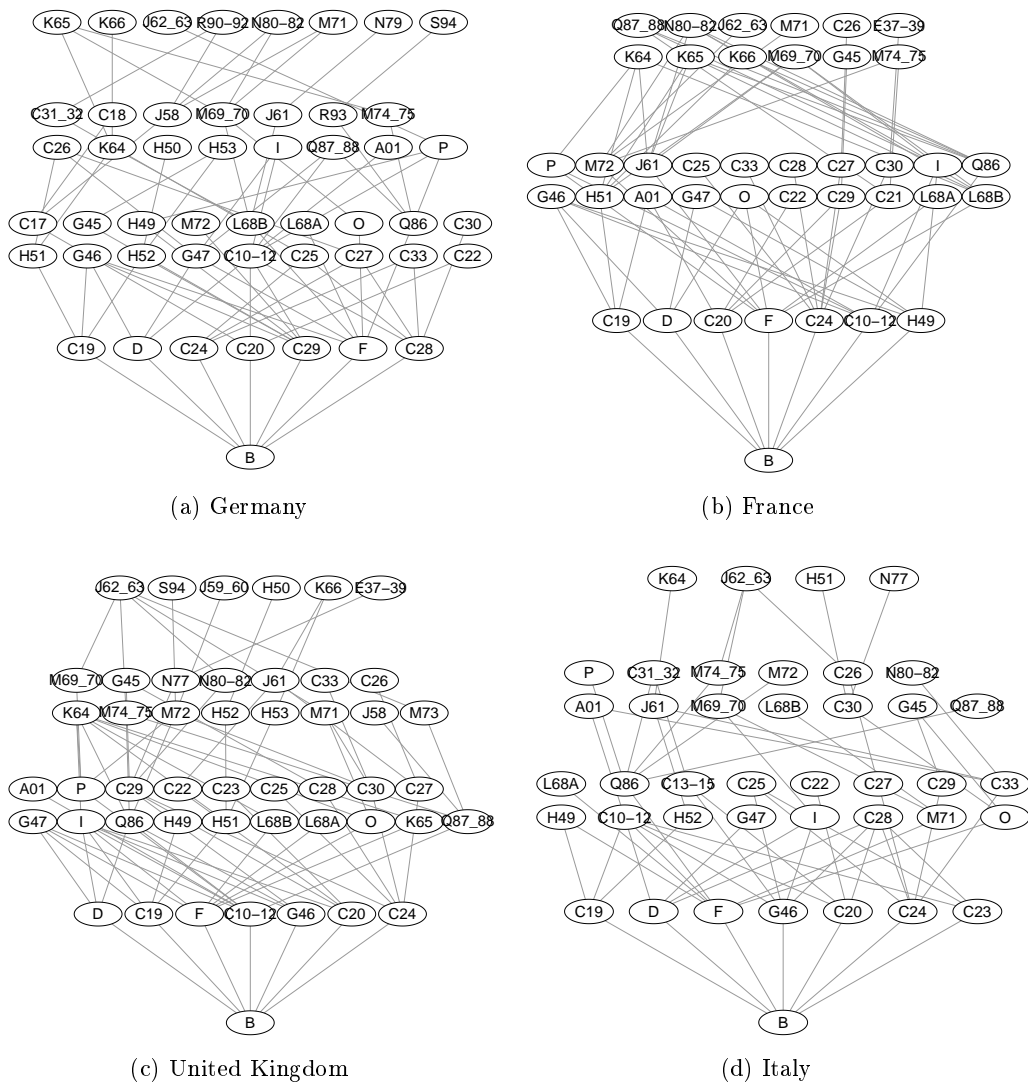 K65 K66 J62_63 R90−92 N80−82 M71 N79 S94
C31_32 C18 J58 M69_70 J61 R93 M74_75
C26 K64 H50 H53 I Q87_88 A01 P
C17 G45 H49 M72 L68B L68A O Q86 C30
H51 G46 H52 G47 C10−12 C25 C27 C33 C22
C19 D C24 C20 C29 F C28
B
(a) Germany
Q87_88 N80−82 J62_63 M71 C26 E37−39
K64 K65 K66 M69_70 G45 M74_75
P M72 J61 C25 C33 C28 C27 C30 I Q86
G46 H51 A01 G47 O C22 C29 C21 L68A L68B
C19 D C20 F C24 C10−12 H49
B
(b) France
J62_63 S94 J59_60 H50 K66 E37−39
M69_70 G45 N77 N80−82 J61 C33 C26
K64 M74_75 M72 H52 H53 M71 J58 M73
A01 P C29 C22 C23 C25 C28 C30 C27
G47 I Q86 H49 H51 L68B L68A O K65 Q87_88
D C19 F C10−12 G46 C20 C24
B
(c) United Kingdom
K64 J62_63 H51 N77
P C31_32 M74_75 M72 C26 N80−82
A01 J61 M69_70 L68B C30 G45 Q87_88
L68A Q86 C13−15 C25 C22 C27 C29 C33
H49 C10−12 H52 G47 I C28 M71 O
C19 D F G46 C20 C24 C23
B
(d) Italy